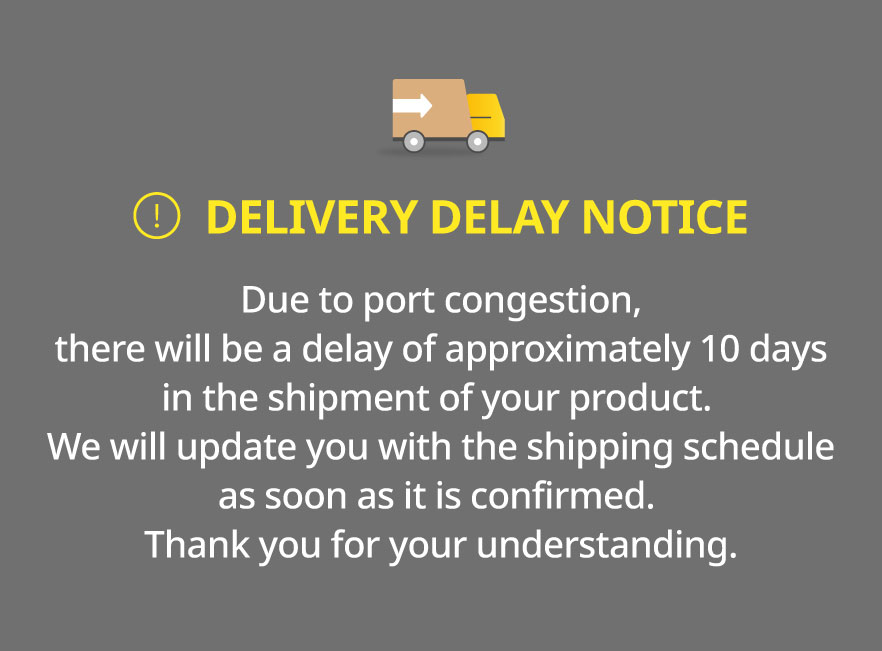 ! DELIVERY DELAY NOTICE
Due to port congestion,
there will be a delay of approximately 10 days
in the shipment of your product.
We will update you with the shipping schedule
as soon as it is confirmed.
Thank you for your understanding.